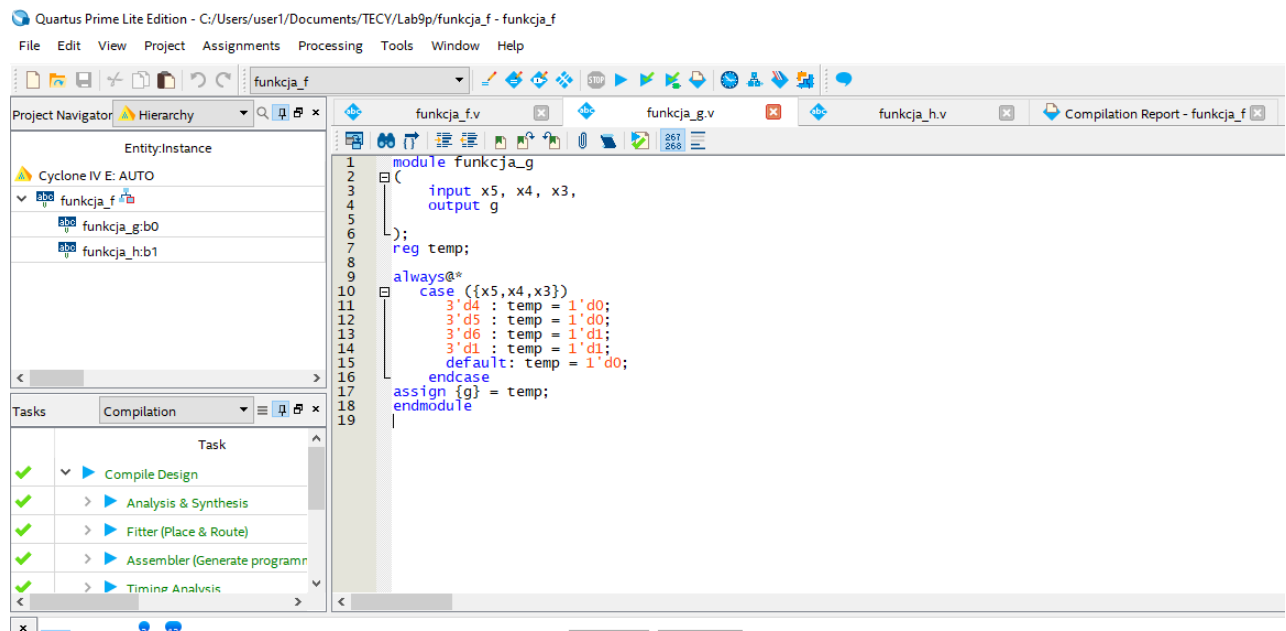 Quartus Prime Lite Edition - C:/Users/user1/Documents/TECY/Lab9p/funkcja_f - funkcja_f
File Edit View Project Assignments Processing Tools Window Help
funkcja_f
STOP
Project Navigator Hierarchy
funkcja_f.v funkcja_g.v funkcja_h.v Compilation Report - funkcja_f
267
268
Entity:Instance
Cyclone IV E: AUTO
funkcja_f
funkcja_g:b0
funkcja_h:b1
1 module funkcja_g
2 (
3 input x5, x4, x3,
4 output g
5
6 );
7 reg temp;
8
9 always@*
10 case ({x5,x4,x3})
11 3'd4 : temp = 1'd0;
12 3'd5 : temp = 1'd0;
13 3'd6 : temp = 1'd1;
14 3'd1 : temp = 1'd1;
15 default: temp = 1'd0;
16 endcase
17 assign {g} = temp;
18 endmodule
19
Tasks Compilation
Task
Compile Design
Analysis & Synthesis
Fitter (Place & Route)
Assembler (Generate programm
Timing Analysis